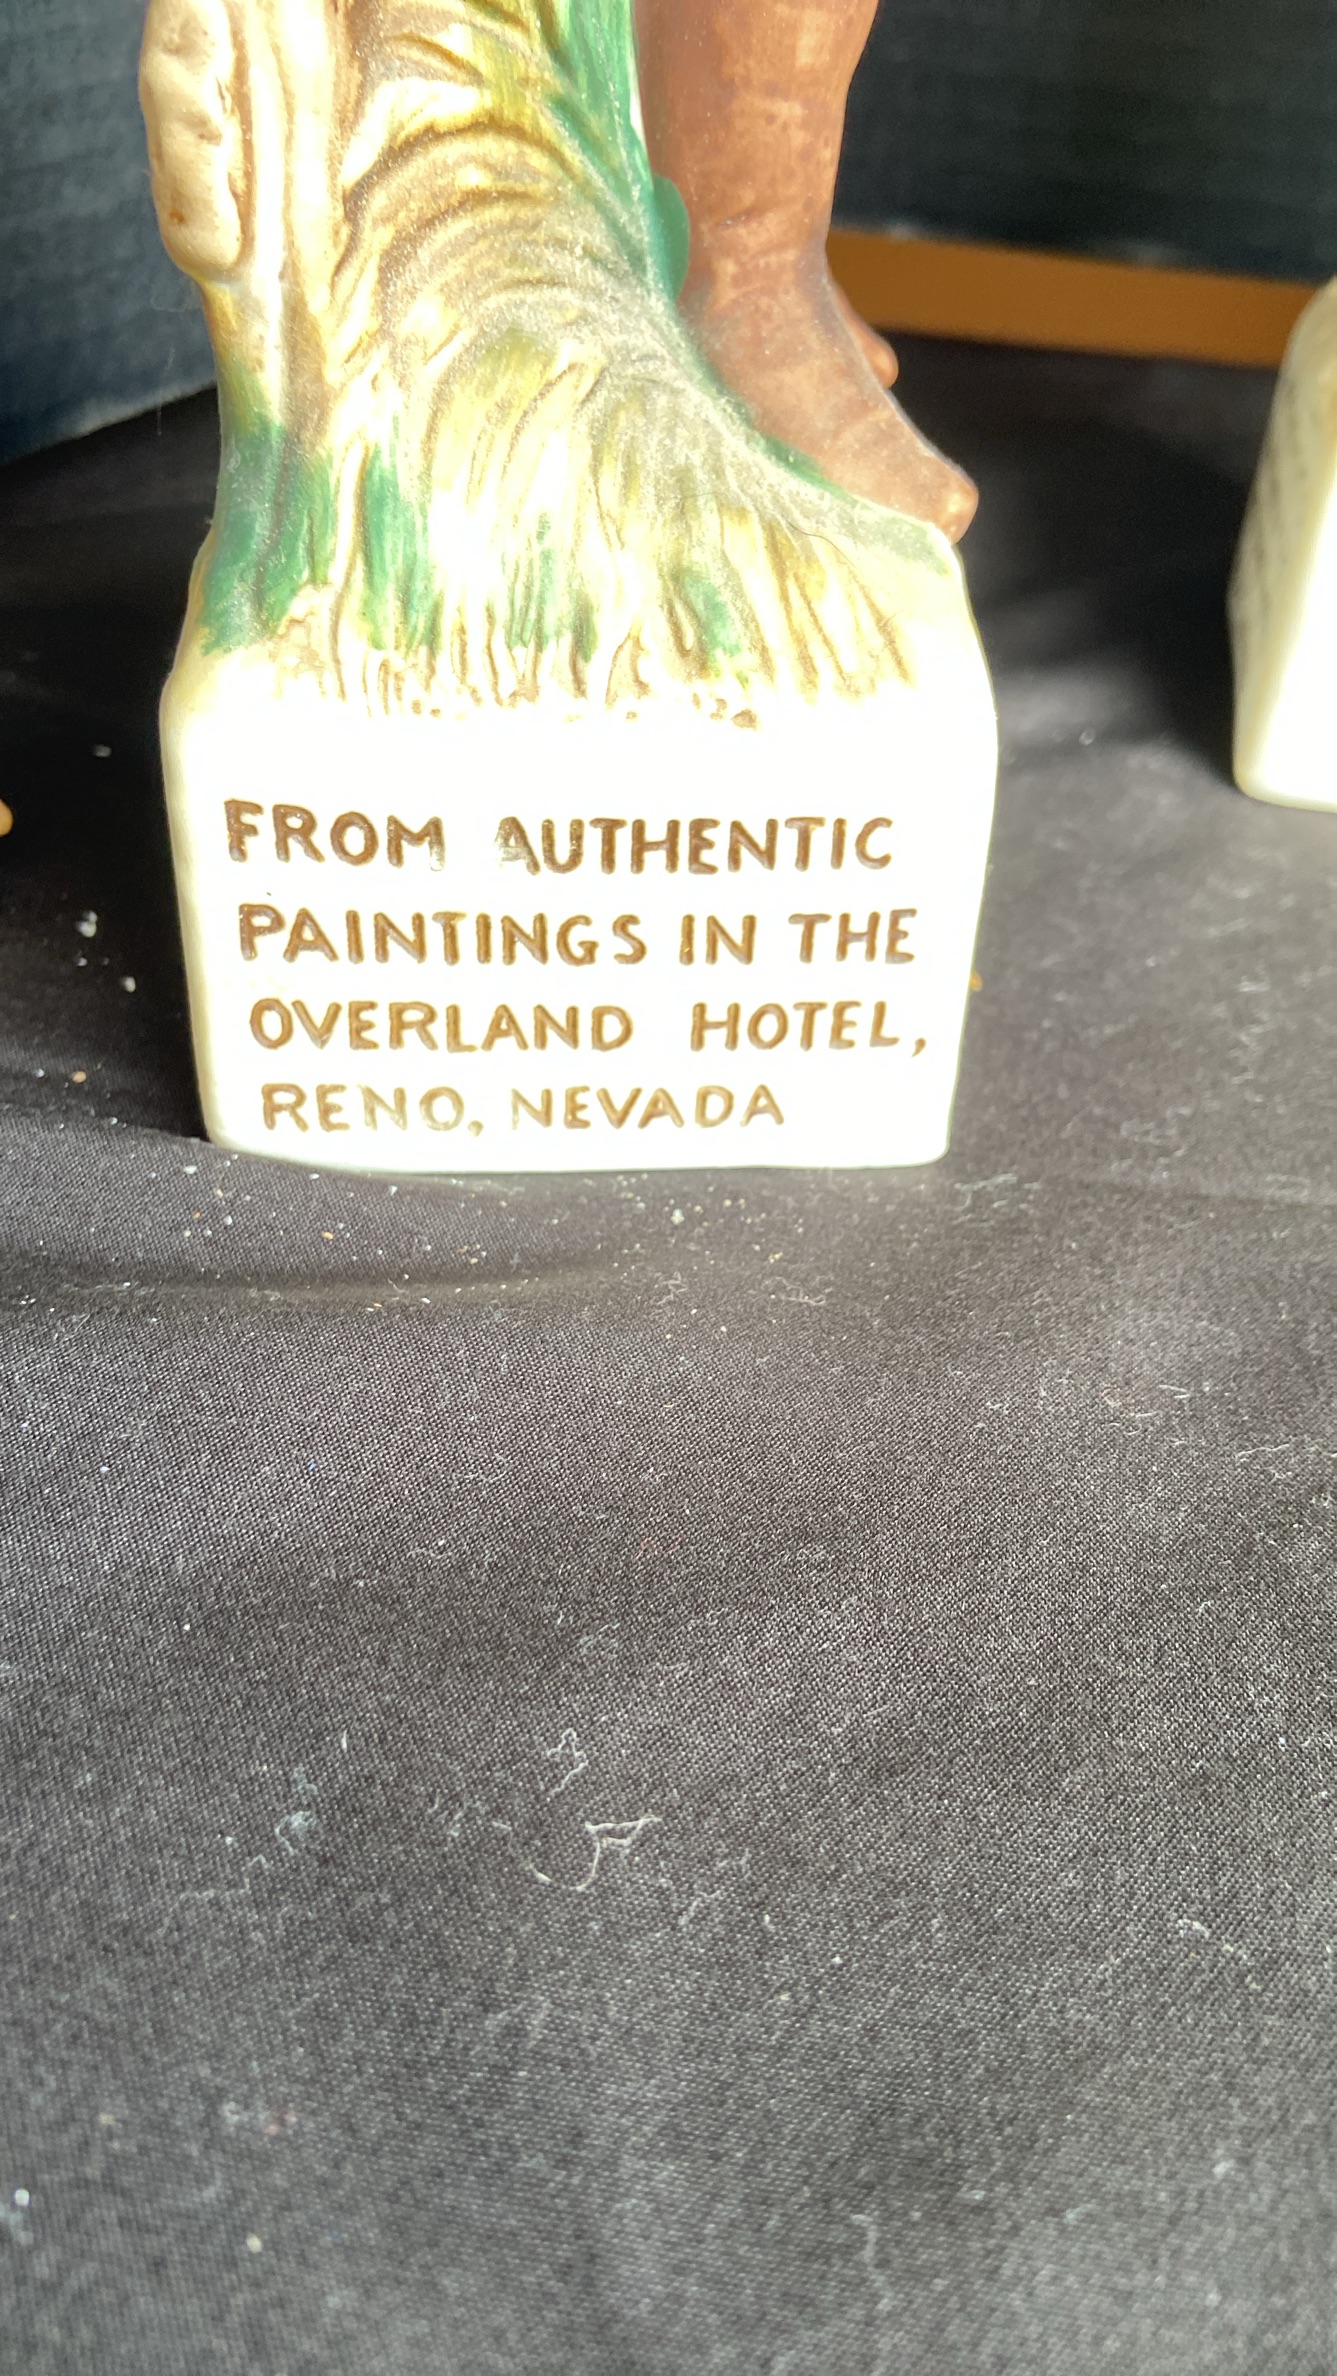 FROM AUTHENTIC
PAINTINGS IN THE
OVERLAND HOTEL,
RENO, NEVADA